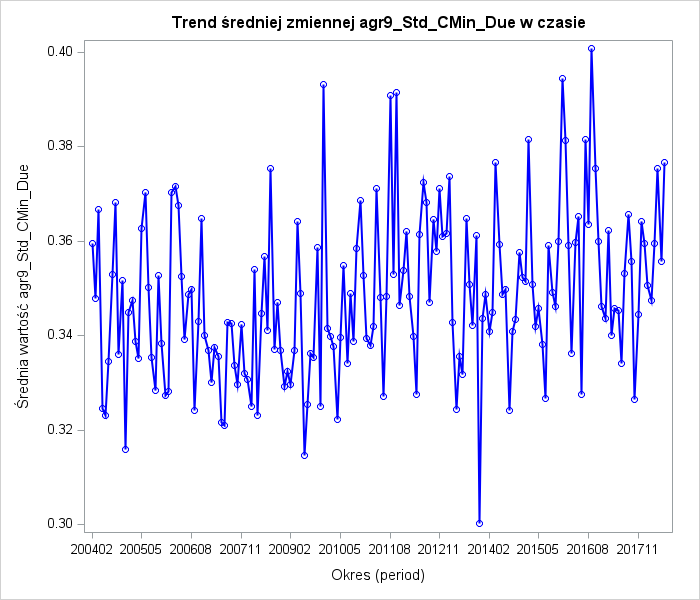 Trend średniej zmiennej agr9_Std_CMin_Due w czasie
Średnia wartość agr9_Std_CMin_Due
0.40
0.38
0.36
0.34
0.32
0.30
200402 200505 200608 200711 200902 201005 201108 201211 201402 201505 201608 201711
Okres (period)